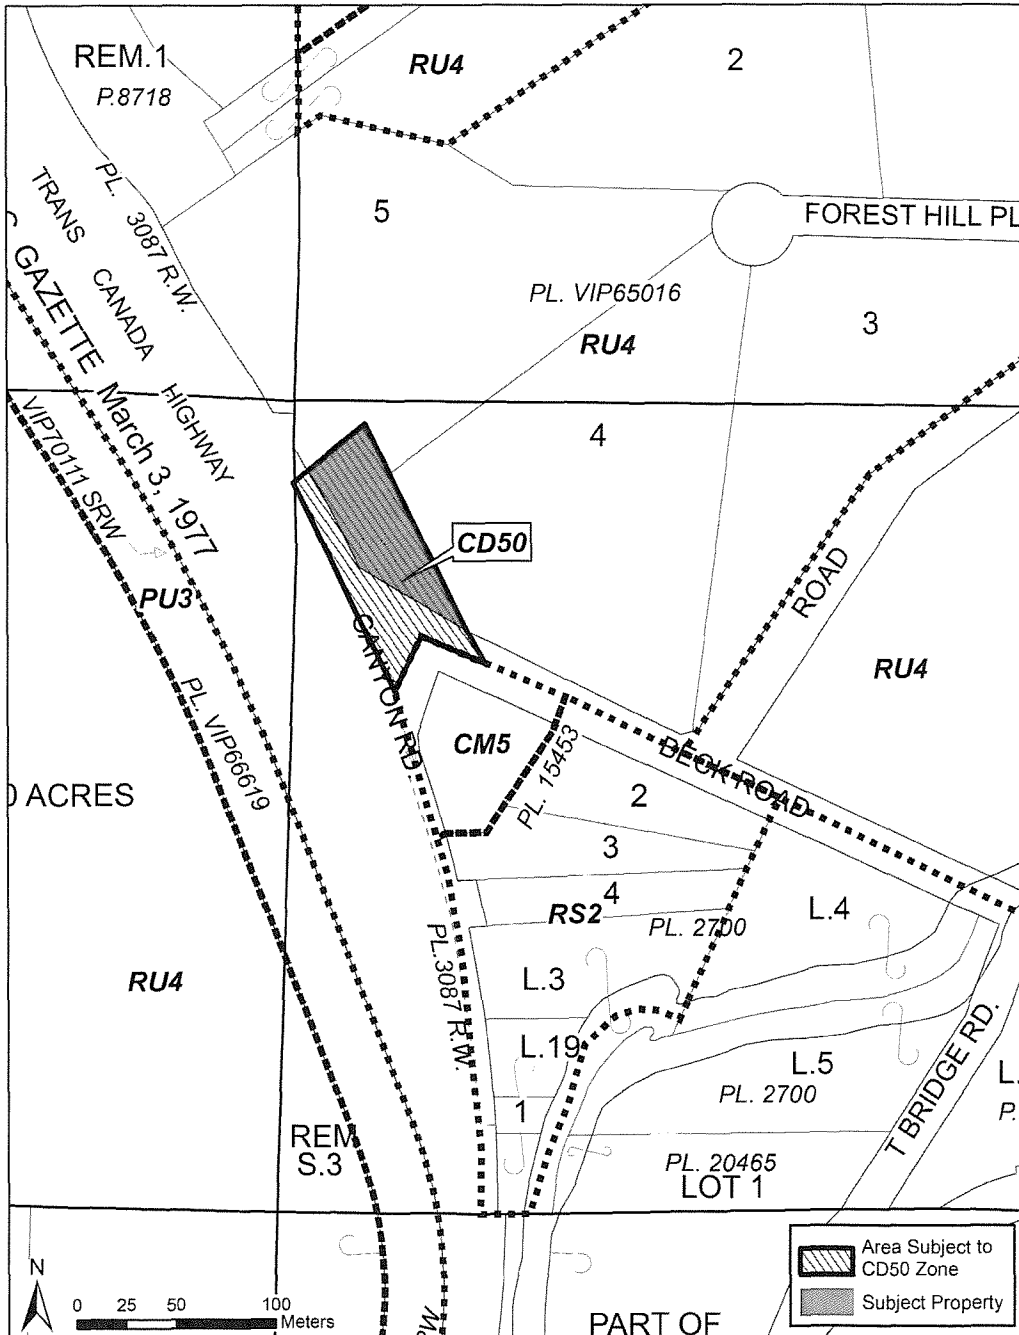 REM.1
P.8718
RU4
2
5
FOREST HILL PL
TRANS CANADA HIGHWAY
PL. 3087 R.W.
GAZETTE March 3, 1977
PL. VIP65016
RU4
3
4
VIP70111 SRW
CD50
PU3
ROAD
CANYON RD
RU4
PL. VIP66619
CM5
PL. 15453
BECK ROAD
0 ACRES
2
3
4
RS2
PL. 2700
L.4
RU4
PL.3087 R.W.
L.3
L.19
L.5
PL. 2700
T BRIDGE RD.
L.
P.
1
REM
S.3
PL. 20465
LOT 1
Area Subject to
CD50 Zone
Subject Property
N
0 25 50 100
Meters
PART OF